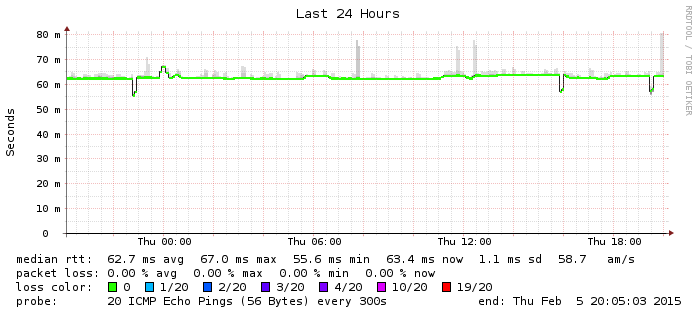 Last 24 Hours
RRDTOOL / TOBI OETIKER
80 m
70 m
60 m
50 m
40 m
30 m
20 m
10 m
0
Seconds
Thu 00:00 Thu 06:00 Thu 12:00 Thu 18:00
median rtt: 62.7 ms avg 67.0 ms max 55.6 ms min 63.4 ms now 1.1 ms sd 58.7 am/s
packet loss: 0.00 % avg 0.00 % max 0.00 % min 0.00 % now
loss color: 0 1/20 2/20 3/20 4/20 10/20 19/20
probe: 20 ICMP Echo Pings (56 Bytes) every 300s end: Thu Feb 5 20:05:03 2015